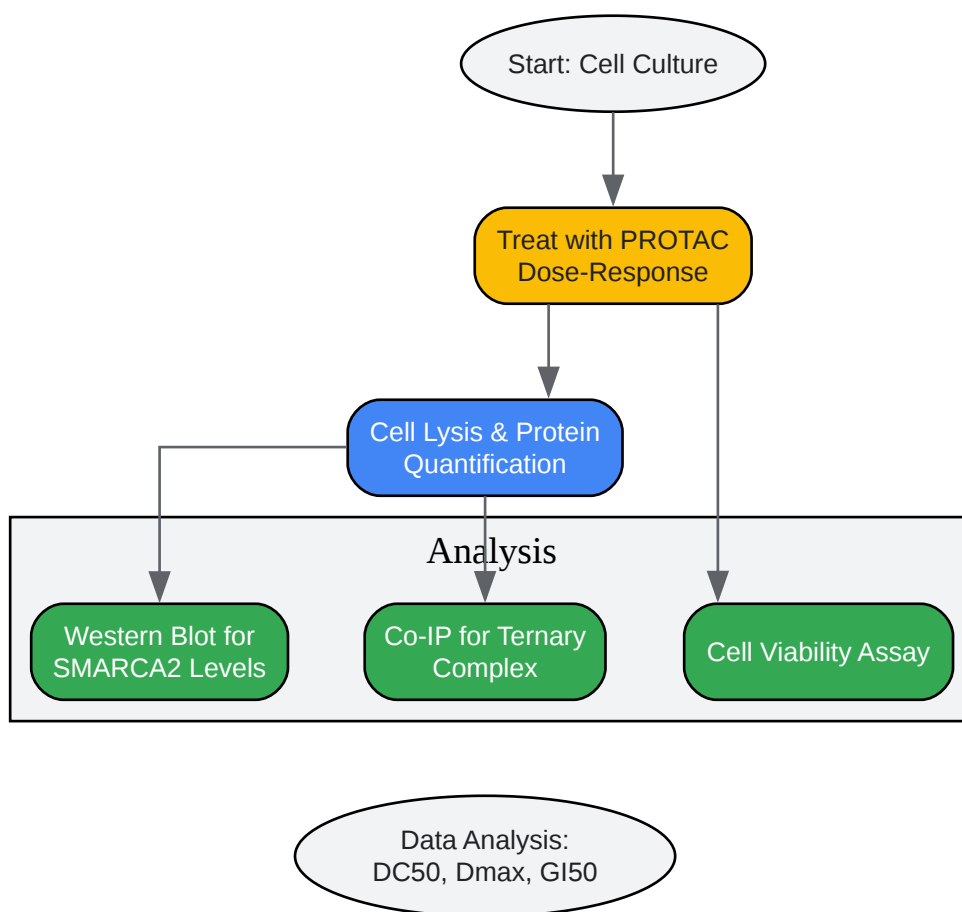 Start: Cell Culture
Treat with PROTAC
Dose-Response
Cell Lysis & Protein
Quantification
Analysis
Western Blot for
SMARCA2 Levels
Co-IP for Ternary
Complex
Cell Viability Assay
Data Analysis:
DC50, Dmax, GI50